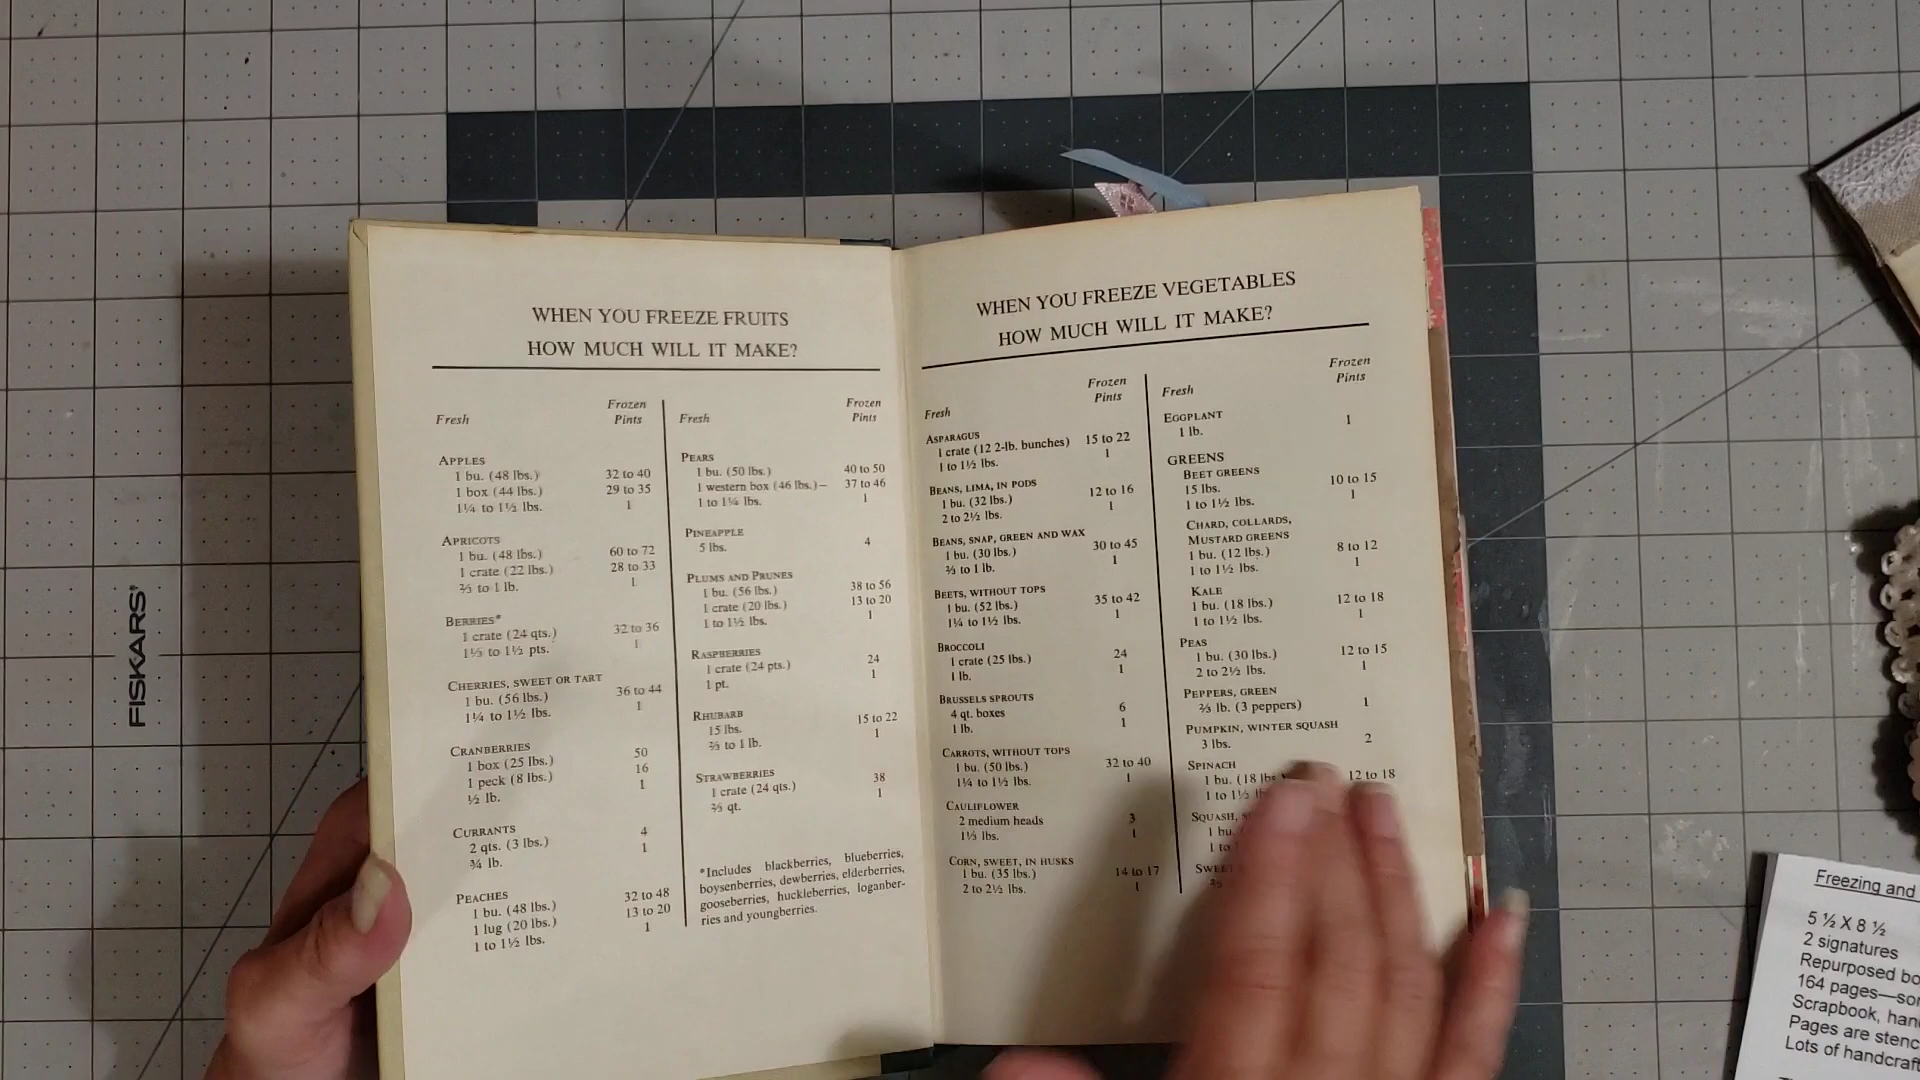 FISKARS
WHEN YOU FREEZE FRUITS
HOW MUCH WILL IT MAKE?
Fresh Frozen Pints
APPLES
1 bu. (48 lbs.) 32 to 40
1 box (44 lbs.) 29 to 35
1¼ to 1½ lbs. 1
APRICOTS
1 bu. (48 lbs.) 60 to 72
1 crate (22 lbs.) 28 to 33
⅔ to 1 lb. 1
BERRIES*
1 crate (24 qts.) 32 to 36
1⅓ to 1½ pts. 1
CHERRIES, SWEET OR TART
1 bu. (56 lbs.) 36 to 44
1¼ to 1½ lbs. 1
CRANBERRIES
1 box (25 lbs.) 50
1 peck (8 lbs.) 16
½ lb. 1
CURRANTS
2 qts. (3 lbs.) 4
¾ lb. 1
PEACHES
1 bu. (48 lbs.) 32 to 48
1 lug (20 lbs.) 13 to 20
1 to 1½ lbs. 1
Fresh Frozen Pints
PEARS
1 bu. (50 lbs.) 40 to 50
1 western box (46 lbs.)– 37 to 46
1 to 1¼ lbs. 1
PINEAPPLE
5 lbs. 4
PLUMS AND PRUNES
1 bu. (56 lbs.) 38 to 56
1 crate (20 lbs.) 13 to 20
1 to 1½ lbs. 1
RASPBERRIES
1 crate (24 pts.) 24
1 pt. 1
RHUBARB
15 lbs. 15 to 22
⅔ to 1 lb. 1
STRAWBERRIES
1 crate (24 qts.) 38
⅔ qt. 1
*Includes blackberries, blueberries,
boysenberries, dewberries, elderberries,
gooseberries, huckleberries, loganber-
ries and youngberries.
WHEN YOU FREEZE VEGETABLES
HOW MUCH WILL IT MAKE?
Fresh Frozen Pints
ASPARAGUS
1 crate (12 2-lb. bunches) 15 to 22
1 to 1½ lbs. 1
BEANS, LIMA, IN PODS
1 bu. (32 lbs.) 12 to 16
2 to 2½ lbs. 1
BEANS, SNAP, GREEN AND WAX
1 bu. (30 lbs.) 30 to 45
⅔ to 1 lb. 1
BEETS, WITHOUT TOPS
1 bu. (52 lbs.) 35 to 42
1¼ to 1½ lbs. 1
BROCCOLI
1 crate (25 lbs.) 24
1 lb. 1
BRUSSELS SPROUTS
4 qt. boxes 6
1 lb. 1
CARROTS, WITHOUT TOPS
1 bu. (50 lbs.) 32 to 40
1¼ to 1½ lbs. 1
CAULIFLOWER
2 medium heads 3
1⅓ lbs. 1
CORN, SWEET, IN HUSKS
1 bu. (35 lbs.) 14 to 17
2 to 2½ lbs. 1
Fresh Frozen Pints
EGGPLANT
1 lb. 1
GREENS
BEET GREENS
15 lbs. 10 to 15
1 to 1½ lbs. 1
CHARD, COLLARDS,
MUSTARD GREENS
1 bu. (12 lbs.) 8 to 12
1 to 1½ lbs. 1
KALE
1 bu. (18 lbs.) 12 to 18
1 to 1½ lbs. 1
PEAS
1 bu. (30 lbs.) 12 to 15
2 to 2½ lbs. 1
PEPPERS, GREEN
⅔ lb. (3 peppers) 1
PUMPKIN, WINTER SQUASH
3 lbs. 2
SPINACH
1 bu. (18 lbs 12 to 18
1 to 1½
SQUASH,
1 bu.
1 to
SWEET
Freezing and
5 ½ X 8 ½
2 signatures
Repurposed
164 pages—
Scrapbook,
Pages are
Lots of